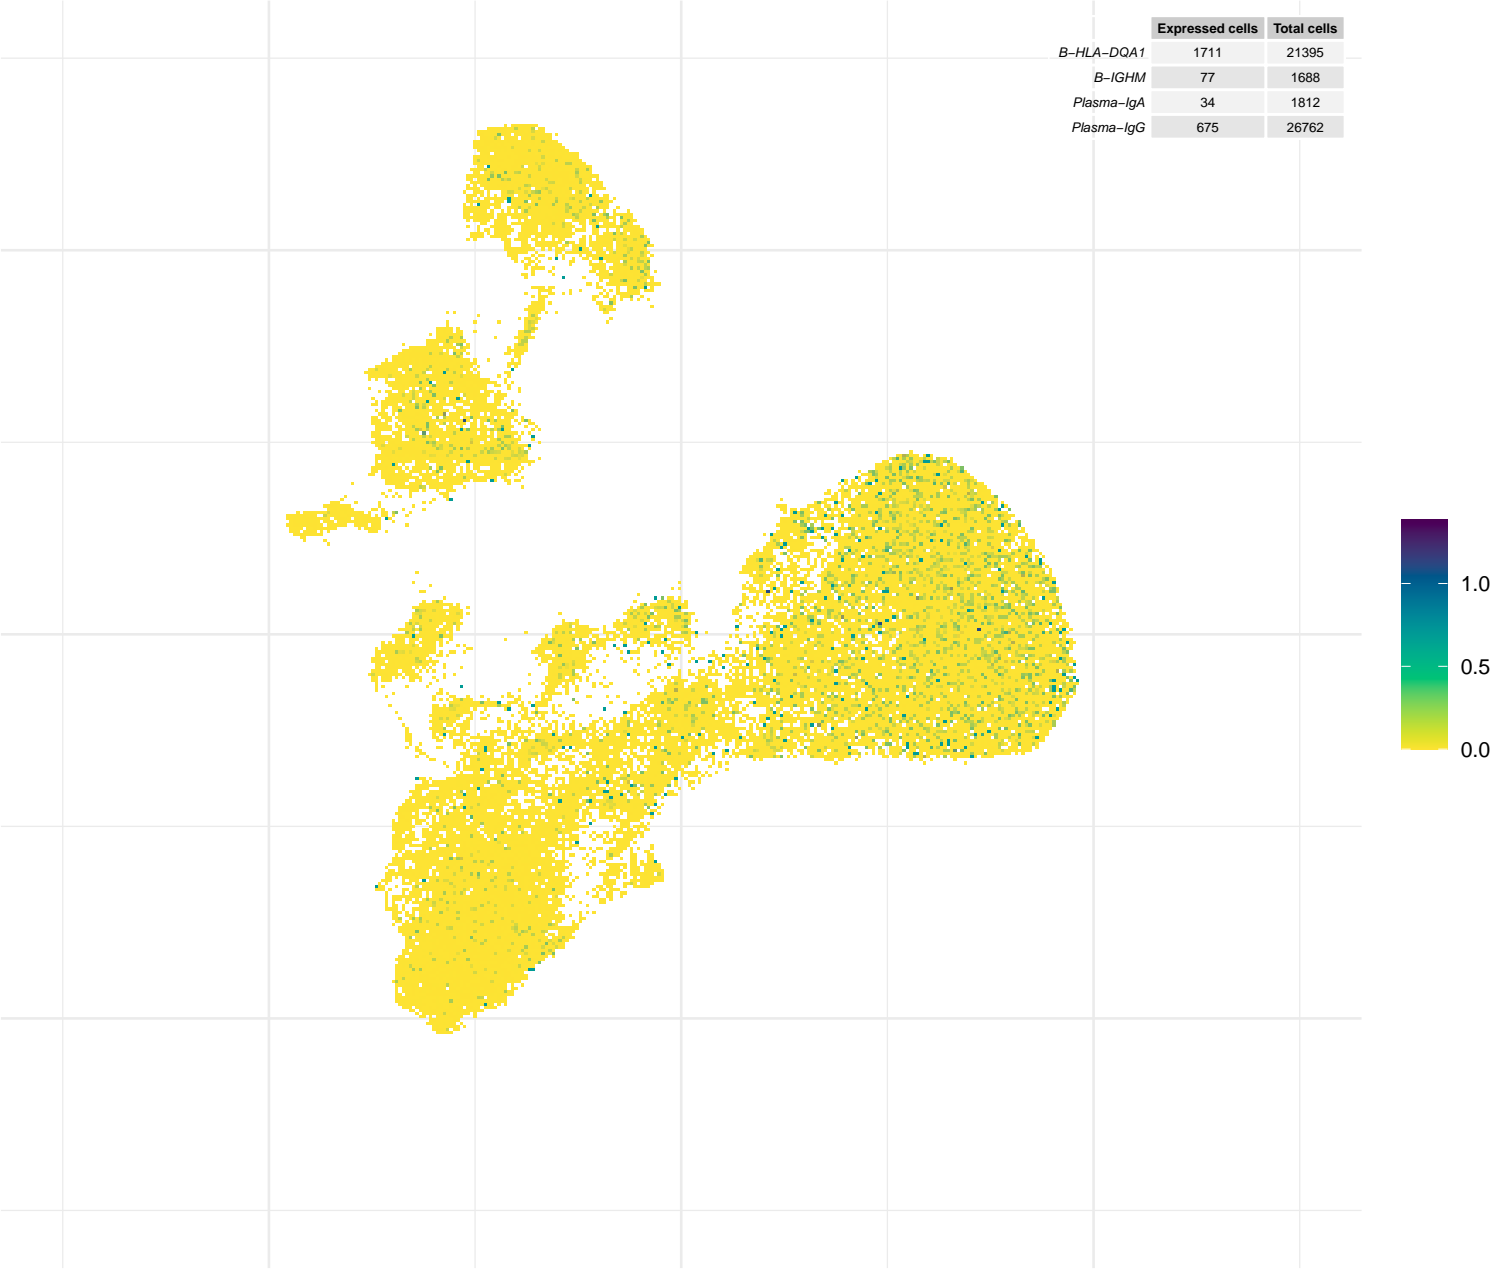 Expressed cells Total cells
B−HLA−DQA1 1711 21395
B−IGHM 77 1688
Plasma−IgA 34 1812
Plasma−IgG 675 26762
1.0
0.5
0.0